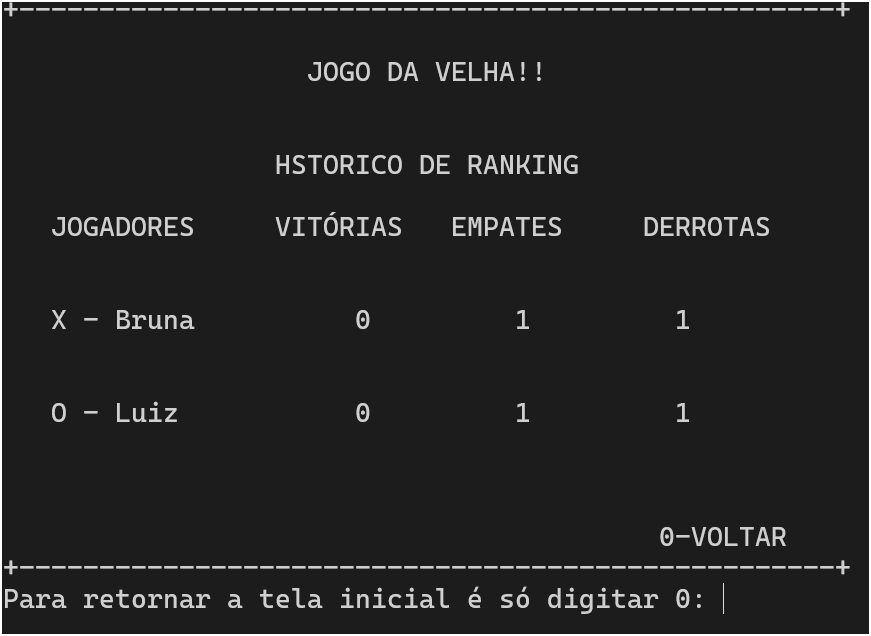 +---------------------------------------------------+
JOGO DA VELHA!!
HSTORICO DE RANKING
JOGADORES VITÓRIAS EMPATES DERROTAS
X - Bruna 0 1 1
O - Luiz 0 1 1
0-VOLTAR
+---------------------------------------------------+
Para retornar a tela inicial é só digitar 0: